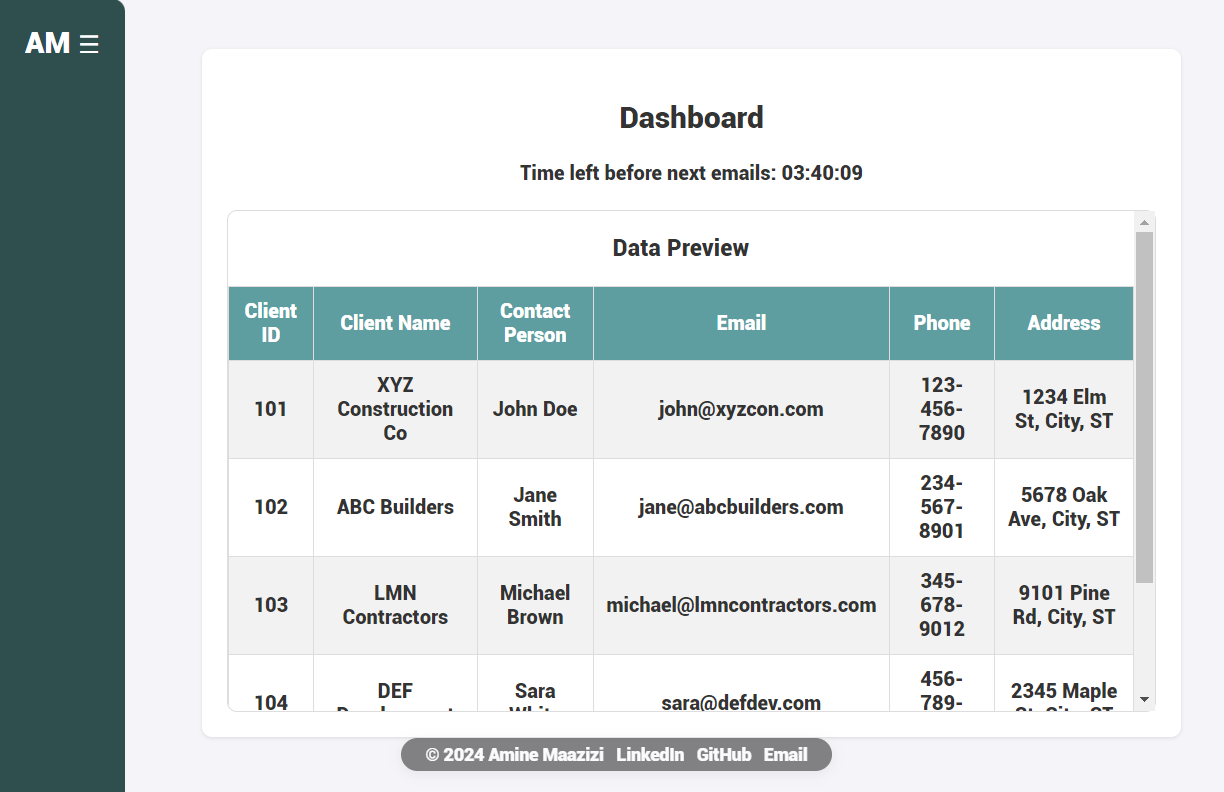 AM ☰
Dashboard
Time left before next emails: 03:40:09
Data Preview
Client
ID
Client Name
Contact
Person
Email
Phone
Address
101
XYZ
Construction
Co
John Doe
john@xyzcon.com
123-
456-
7890
1234 Elm
St, City, ST
102
ABC Builders
Jane
Smith
jane@abcbuilders.com
234-
567-
8901
5678 Oak
Ave, City, ST
103
LMN
Contractors
Michael
Brown
michael@lmncontractors.com
345-
678-
9012
9101 Pine
Rd, City, ST
104
DEF
Sara
sara@defdev.com
456-
789-
2345 Maple
© 2024 Amine Maazizi LinkedIn GitHub Email